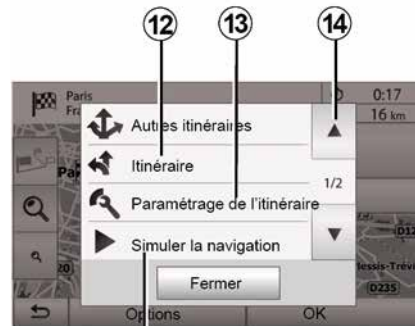 12 13 14
Paris
Fra
0:17
16 km
Autres itinéraires
Itinéraire
1/2
Paramétrage de l'itinéraire
Simuler la navigation
Fermer
D235
Options OK